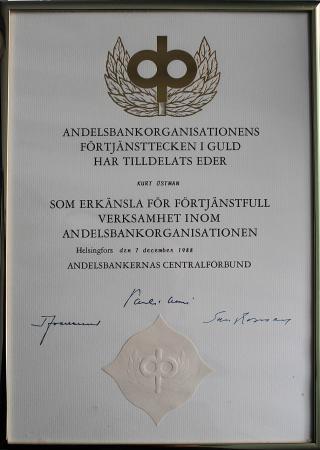 ANDELSBANKORGANISATIONENS
FÖRTJÄNSTTECKEN I GULD
HAR TILLDELATS EDER
KURT ÖSTMAN
SOM ERKÄNSLA FÖR FÖRTJÄNSTFULL
VERKSAMHET INOM
ANDELSBANKORGANISATIONEN
Helsingfors den 7 december 1988
ANDELSBANKERNAS CENTRALFÖRBUND